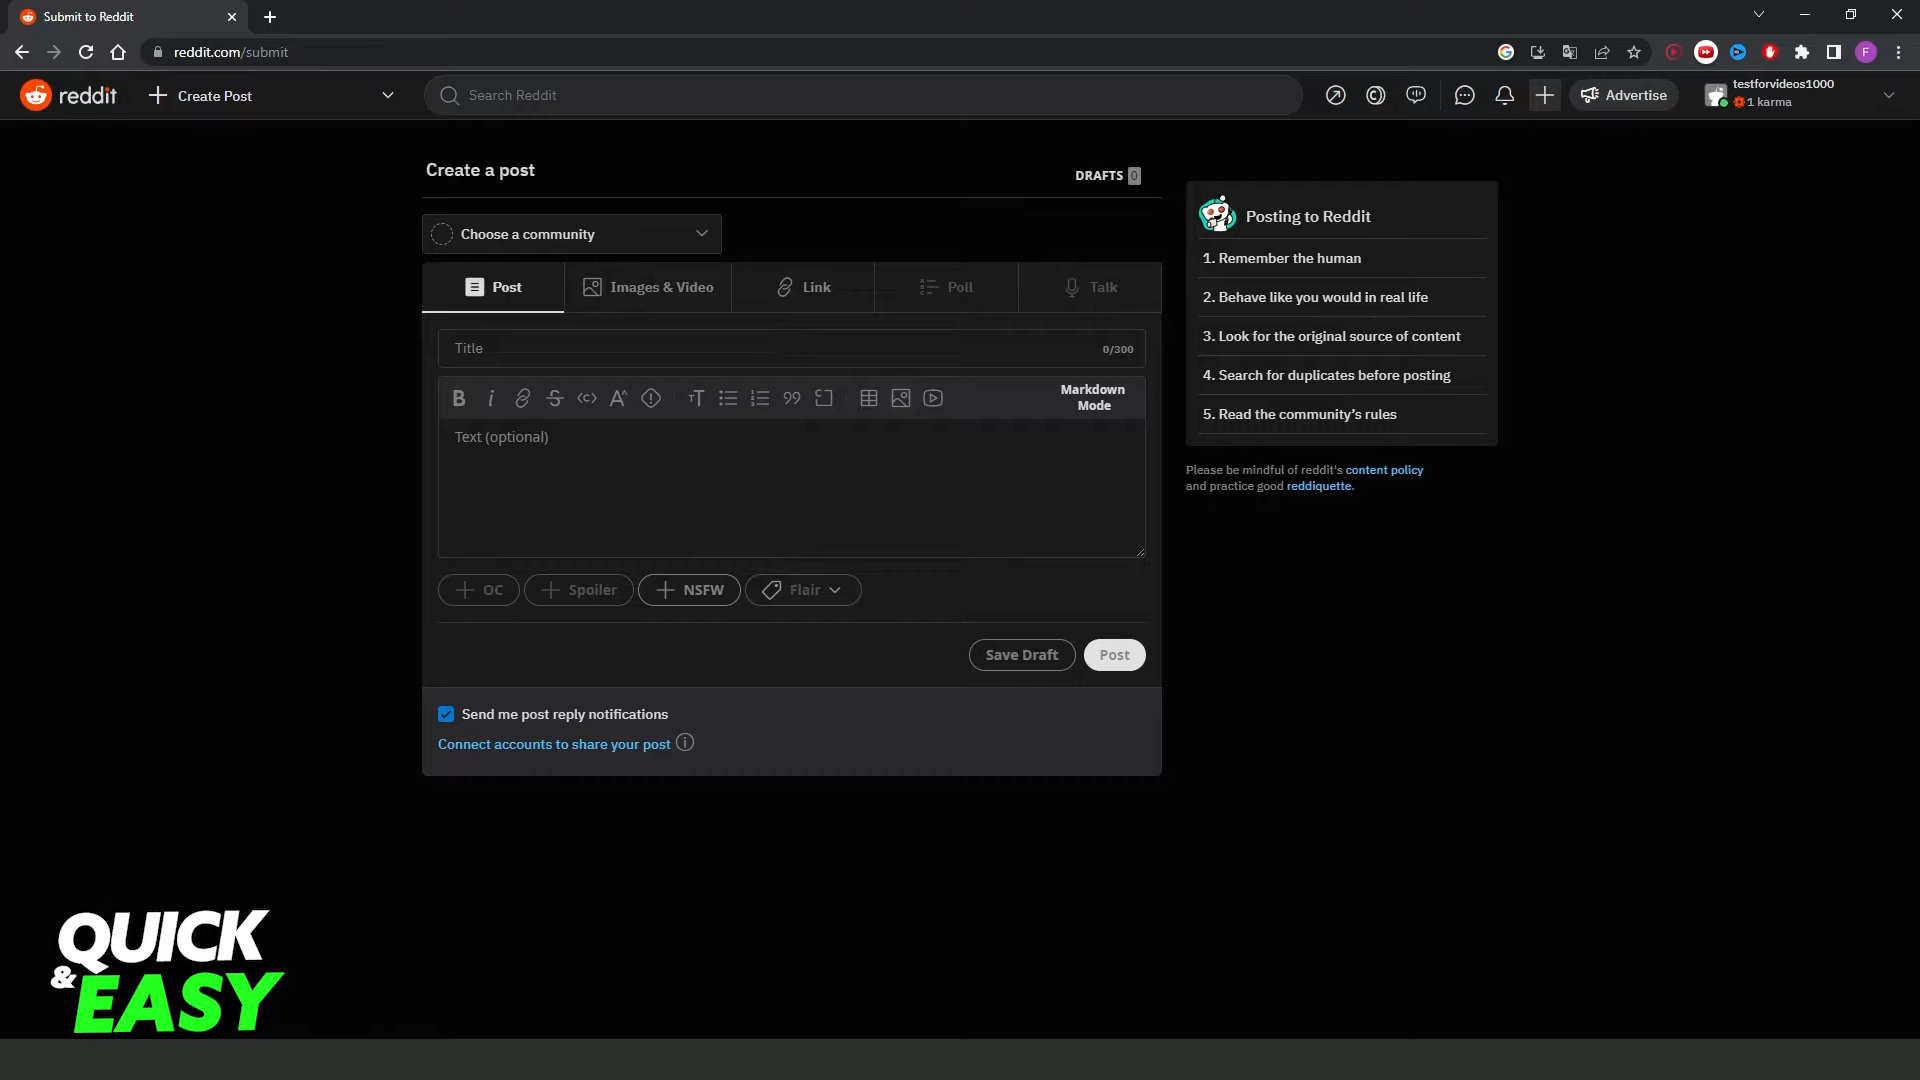 Submit to Reddit
reddit.com/submit
F
reddit
Create Post
Search Reddit
Advertise
testforvideos1000
1 karma
Create a post
DRAFTS 0
Choose a community
Post
Images & Video
Link
Poll
Talk
Title
0/300
Markdown
Mode
Text (optional)
OC
Spoiler
NSFW
Flair
Save Draft
Post
Send me post reply notifications
Connect accounts to share your post
Posting to Reddit
1. Remember the human
2. Behave like you would in real life
3. Look for the original source of content
4. Search for duplicates before posting
5. Read the community’s rules
Please be mindful of reddit's content policy
and practice good reddiquette.
QUICK
& EASY